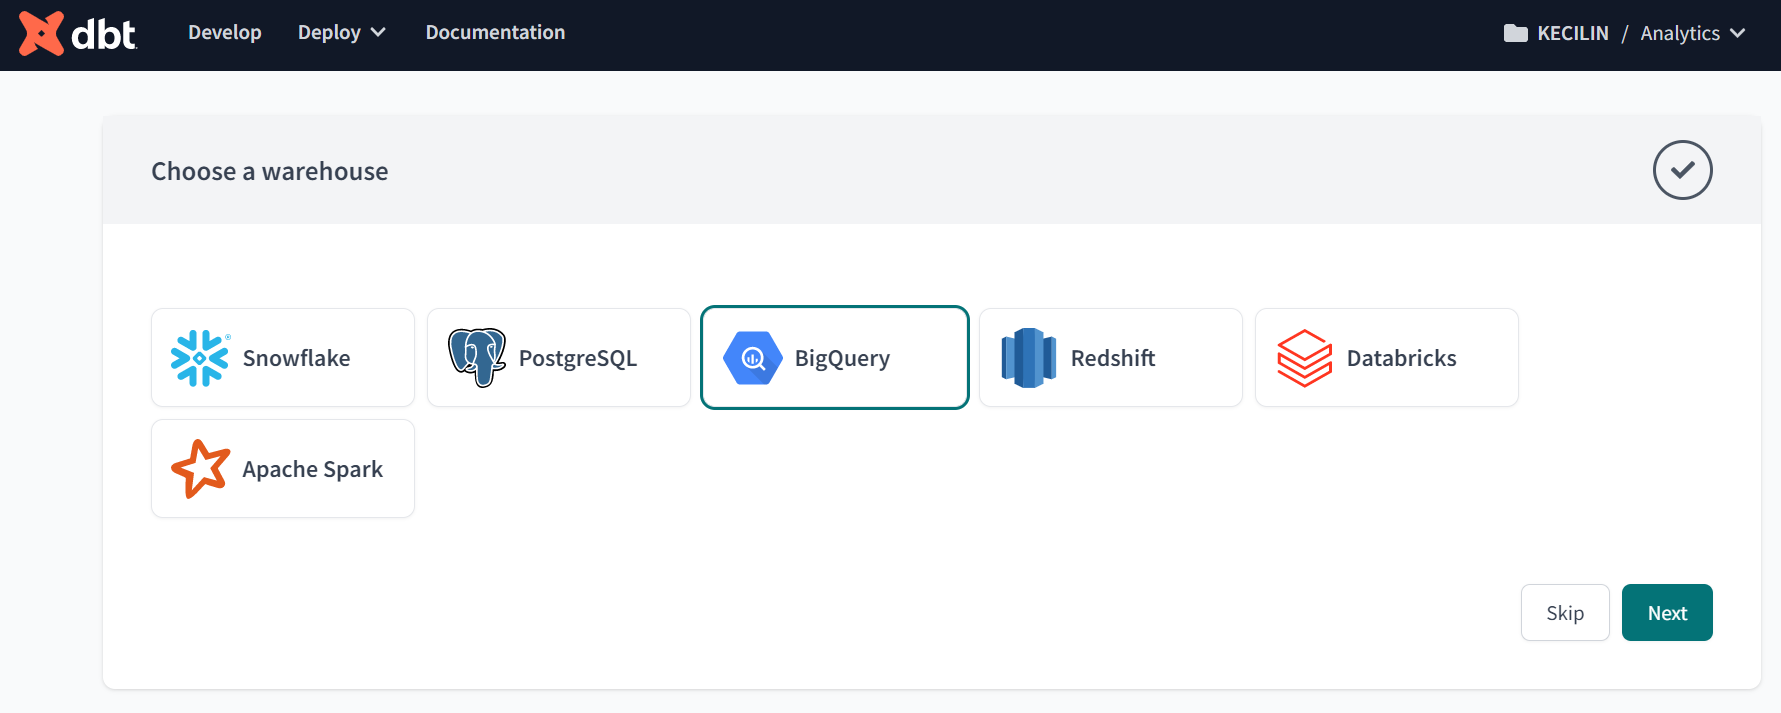 dbt Develop Deploy Documentation KECILIN / Analytics
Choose a warehouse
Snowflake PostgreSQL BigQuery Redshift Databricks
Apache Spark
Skip Next